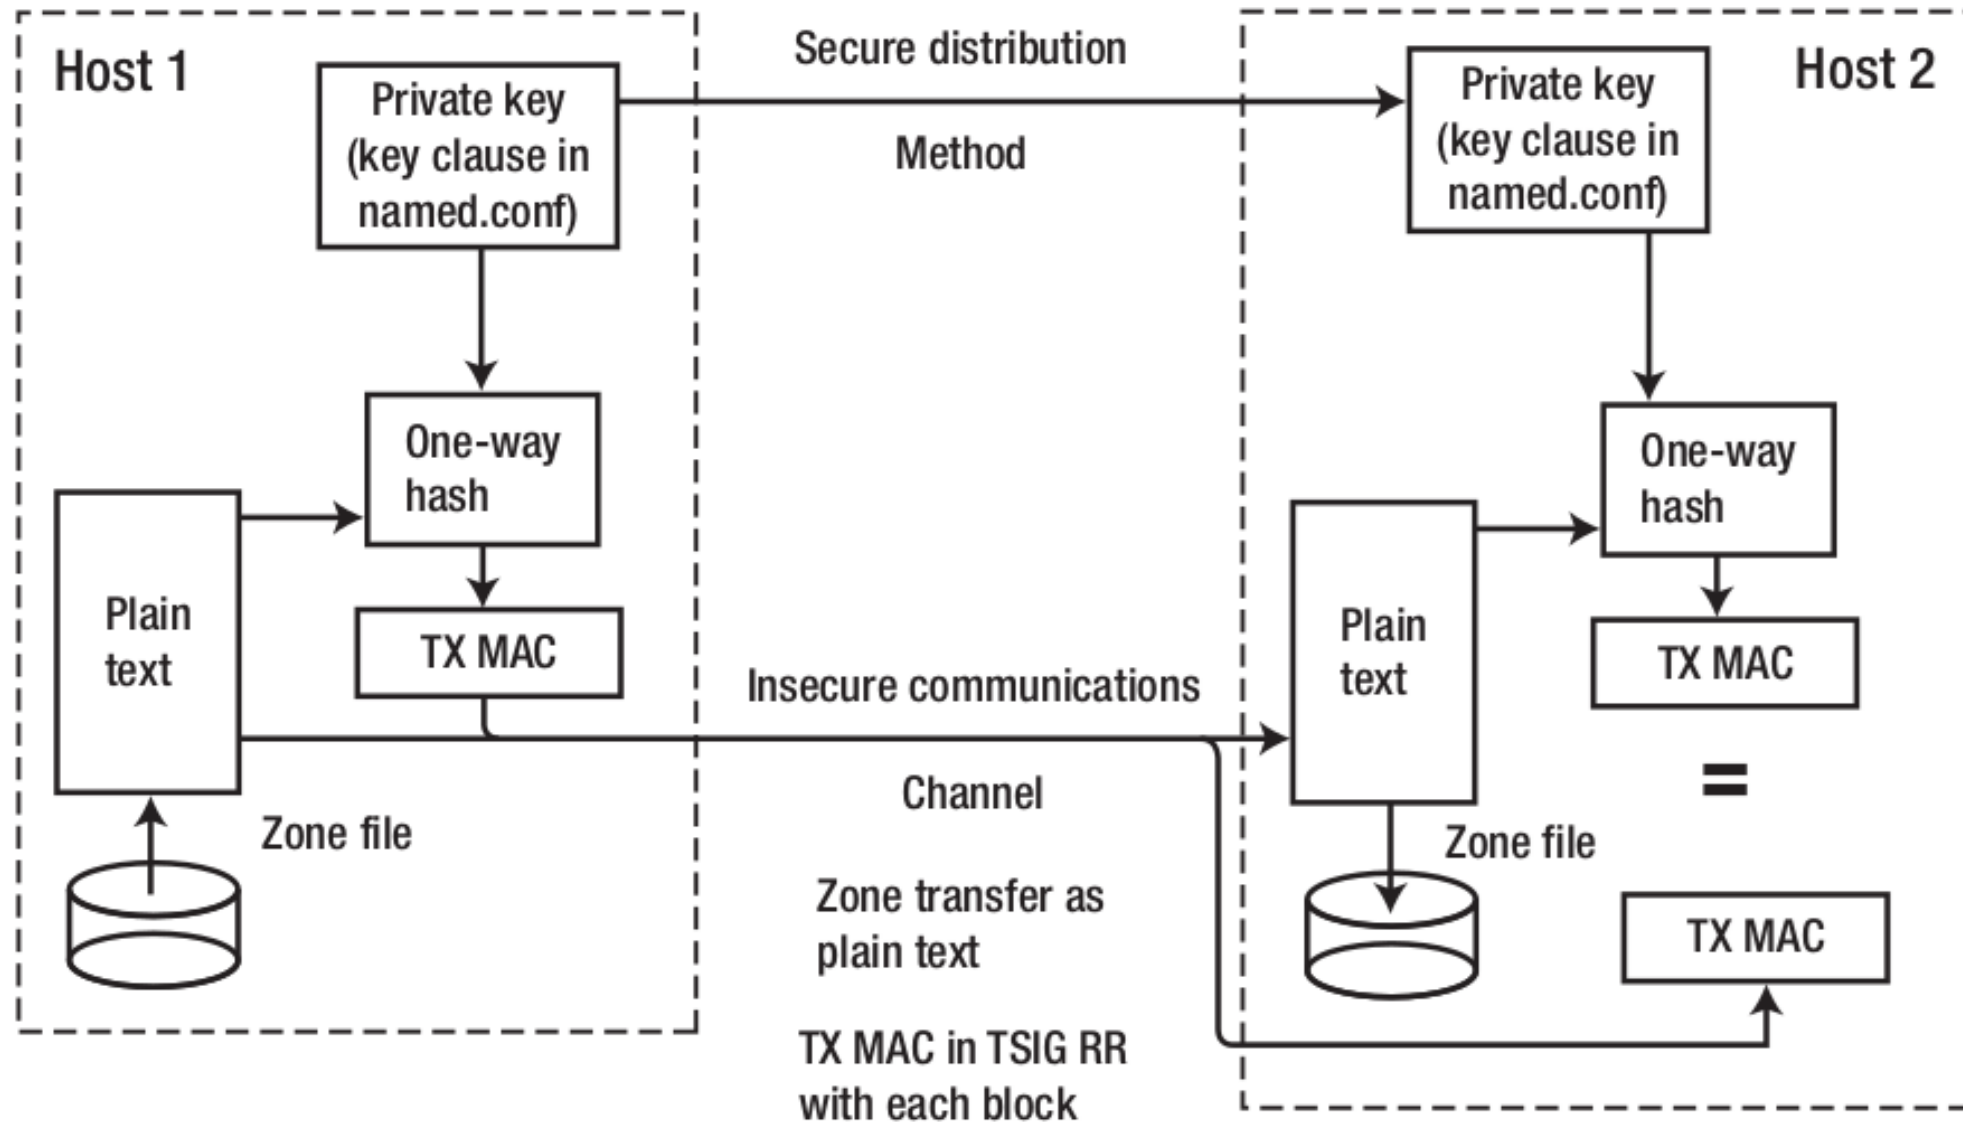 Host 1
Private key
(key clause in
named.conf)
One-way
hash
Plain
text
TX MAC
Zone file
Secure distribution
Method
Insecure communications
Channel
Zone transfer as
plain text
TX MAC in TSIG RR
with each block
Host 2
Private key
(key clause in
named.conf)
One-way
hash
Plain
text
TX MAC
=
Zone file
TX MAC